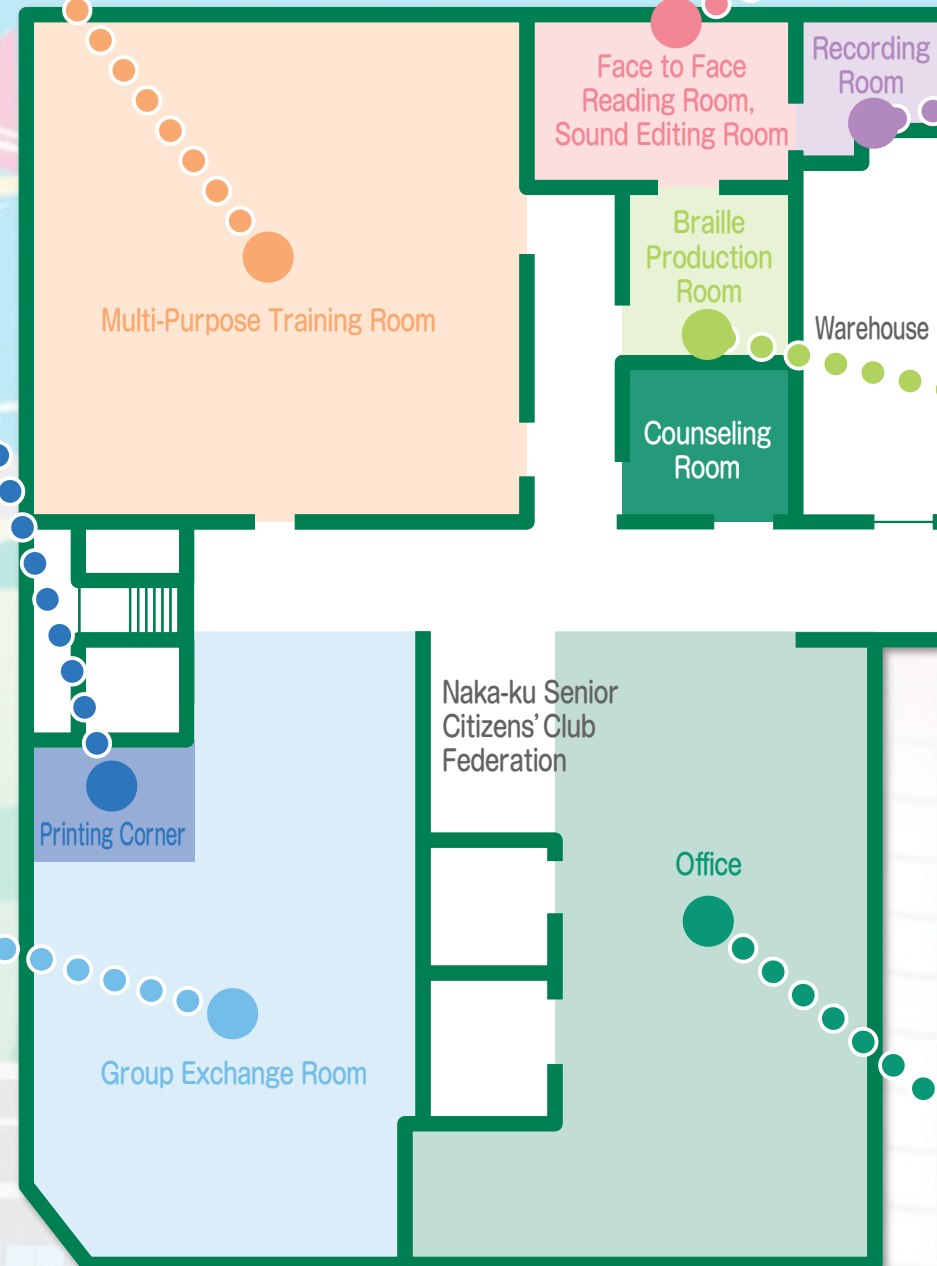 Face to Face
Reading Room,
Sound Editing Room
Recording
Room
Braille
Production
Room
Multi-Purpose Training Room
Warehouse
Counseling
Room
Naka-ku Senior
Citizens’ Club
Federation
Printing Corner
Office
Group Exchange Room